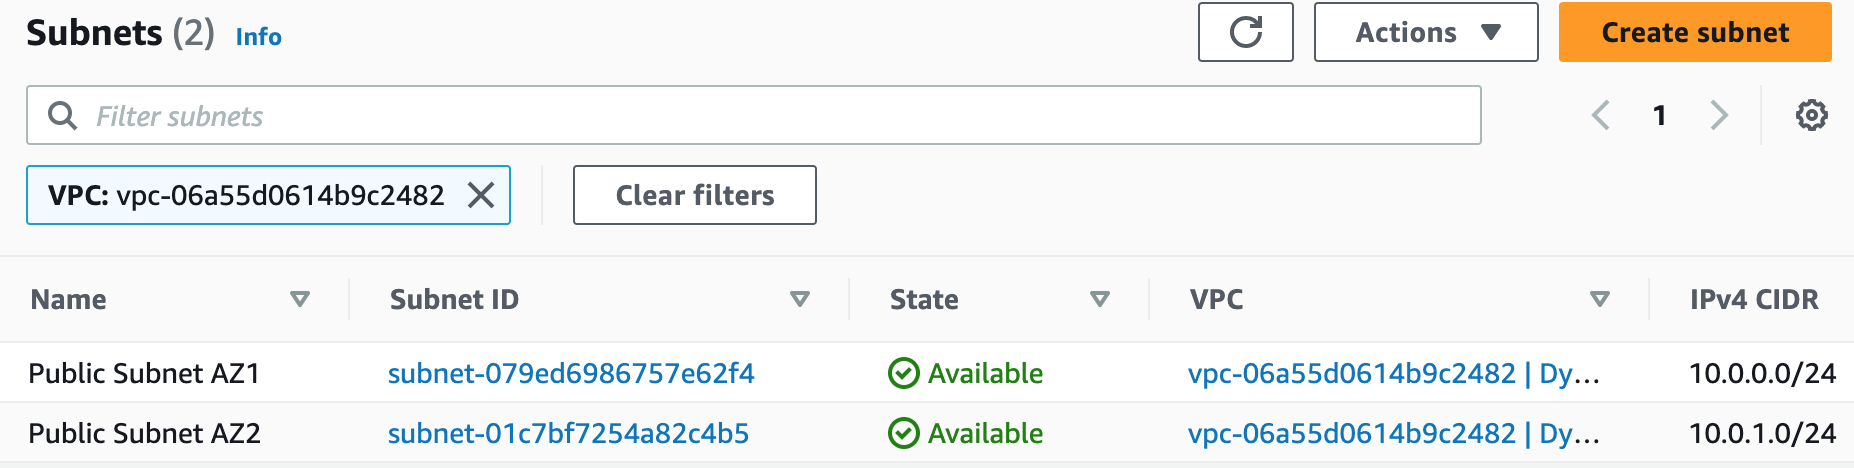 Subnets (2) Info Actions Create subnet
Filter subnets 1
VPC: vpc-06a55d0614b9c2482 Clear filters
Name Subnet ID State VPC IPv4 CIDR
Public Subnet AZ1 subnet-079ed6986757e62f4 Available vpc-06a55d0614b9c2482 | Dy... 10.0.0.0/24
Public Subnet AZ2 subnet-01c7bf7254a82c4b5 Available vpc-06a55d0614b9c2482 | Dy... 10.0.1.0/24